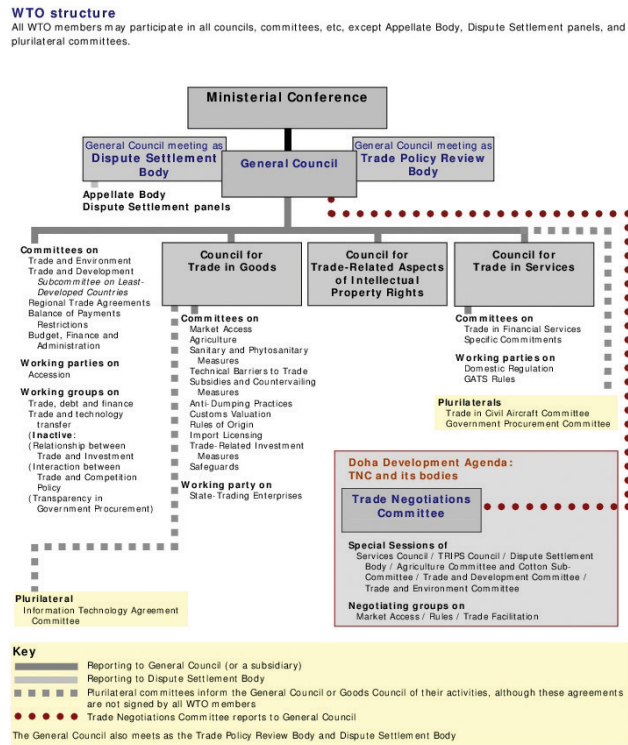 WTO structure
All WTO members may participate in all councils, committees, etc, except Appellate Body, Dispute Settlement panels, and
plurilateral committees.
Ministerial Conference
General Council meeting as
Dispute Settlement
Body
General Council
General Council meeting as
Trade Policy Review
Body
Appellate Body
Dispute Settlement panels
Committees on
Trade and Environment
Trade and Development
Subcommittee on Least-
Developed Countries
Regional Trade Agreements
Balance of Payments
Restrictions
Budget, Finance and
Administration
Working parties on
Accession
Working groups on
Trade, debt and finance
Trade and technology
transfer
(Inactive:
(Relationship between
Trade and Investment
(Interaction between
Trade and Competition
Policy
(Transparency in
Government Procurement)
Council for
Trade in Goods
Committees on
Market Access
Agriculture
Sanitary and Phytosanitary
Measures
Technical Barriers to Trade
Subsidies and Countervailing
Measures
Anti-Dumping Practices
Customs Valuation
Rules of Origin
Import Licensing
Trade-Related Investment
Measures
Safeguards
Working party on
State-Trading Enterprises
Council for
Trade-Related Aspects
of Intellectual
Property Rights
Council for
Trade in Services
Committees on
Trade in Financial Services
Specific Commitments
Working parties on
Domestic Regulation
GATS Rules
Plurilaterals
Trade in Civil Aircraft Committee
Government Procurement Committee
Doha Development Agenda:
TNC and its bodies
Trade Negotiations
Committee
Special Sessions of
Services Council / TRIPS Council / Dispute Settlement
Body / Agriculture Committee and Cotton Sub-
Committee / Trade and Development Committee /
Trade and Environment Committee
Negotiating groups on
Market Access / Rules / Trade Facilitation
Plurilateral
Information Technology Agreement
Committee
Key
Reporting to General Council (or a subsidiary)
Reporting to Dispute Settlement Body
Plurilateral committees inform the General Council or Goods Council of their activities, although these agreements
are not signed by all WTO members
Trade Negotiations Committee reports to General Council
The General Council also meets as the Trade Policy Review Body and Dispute Settlement Body